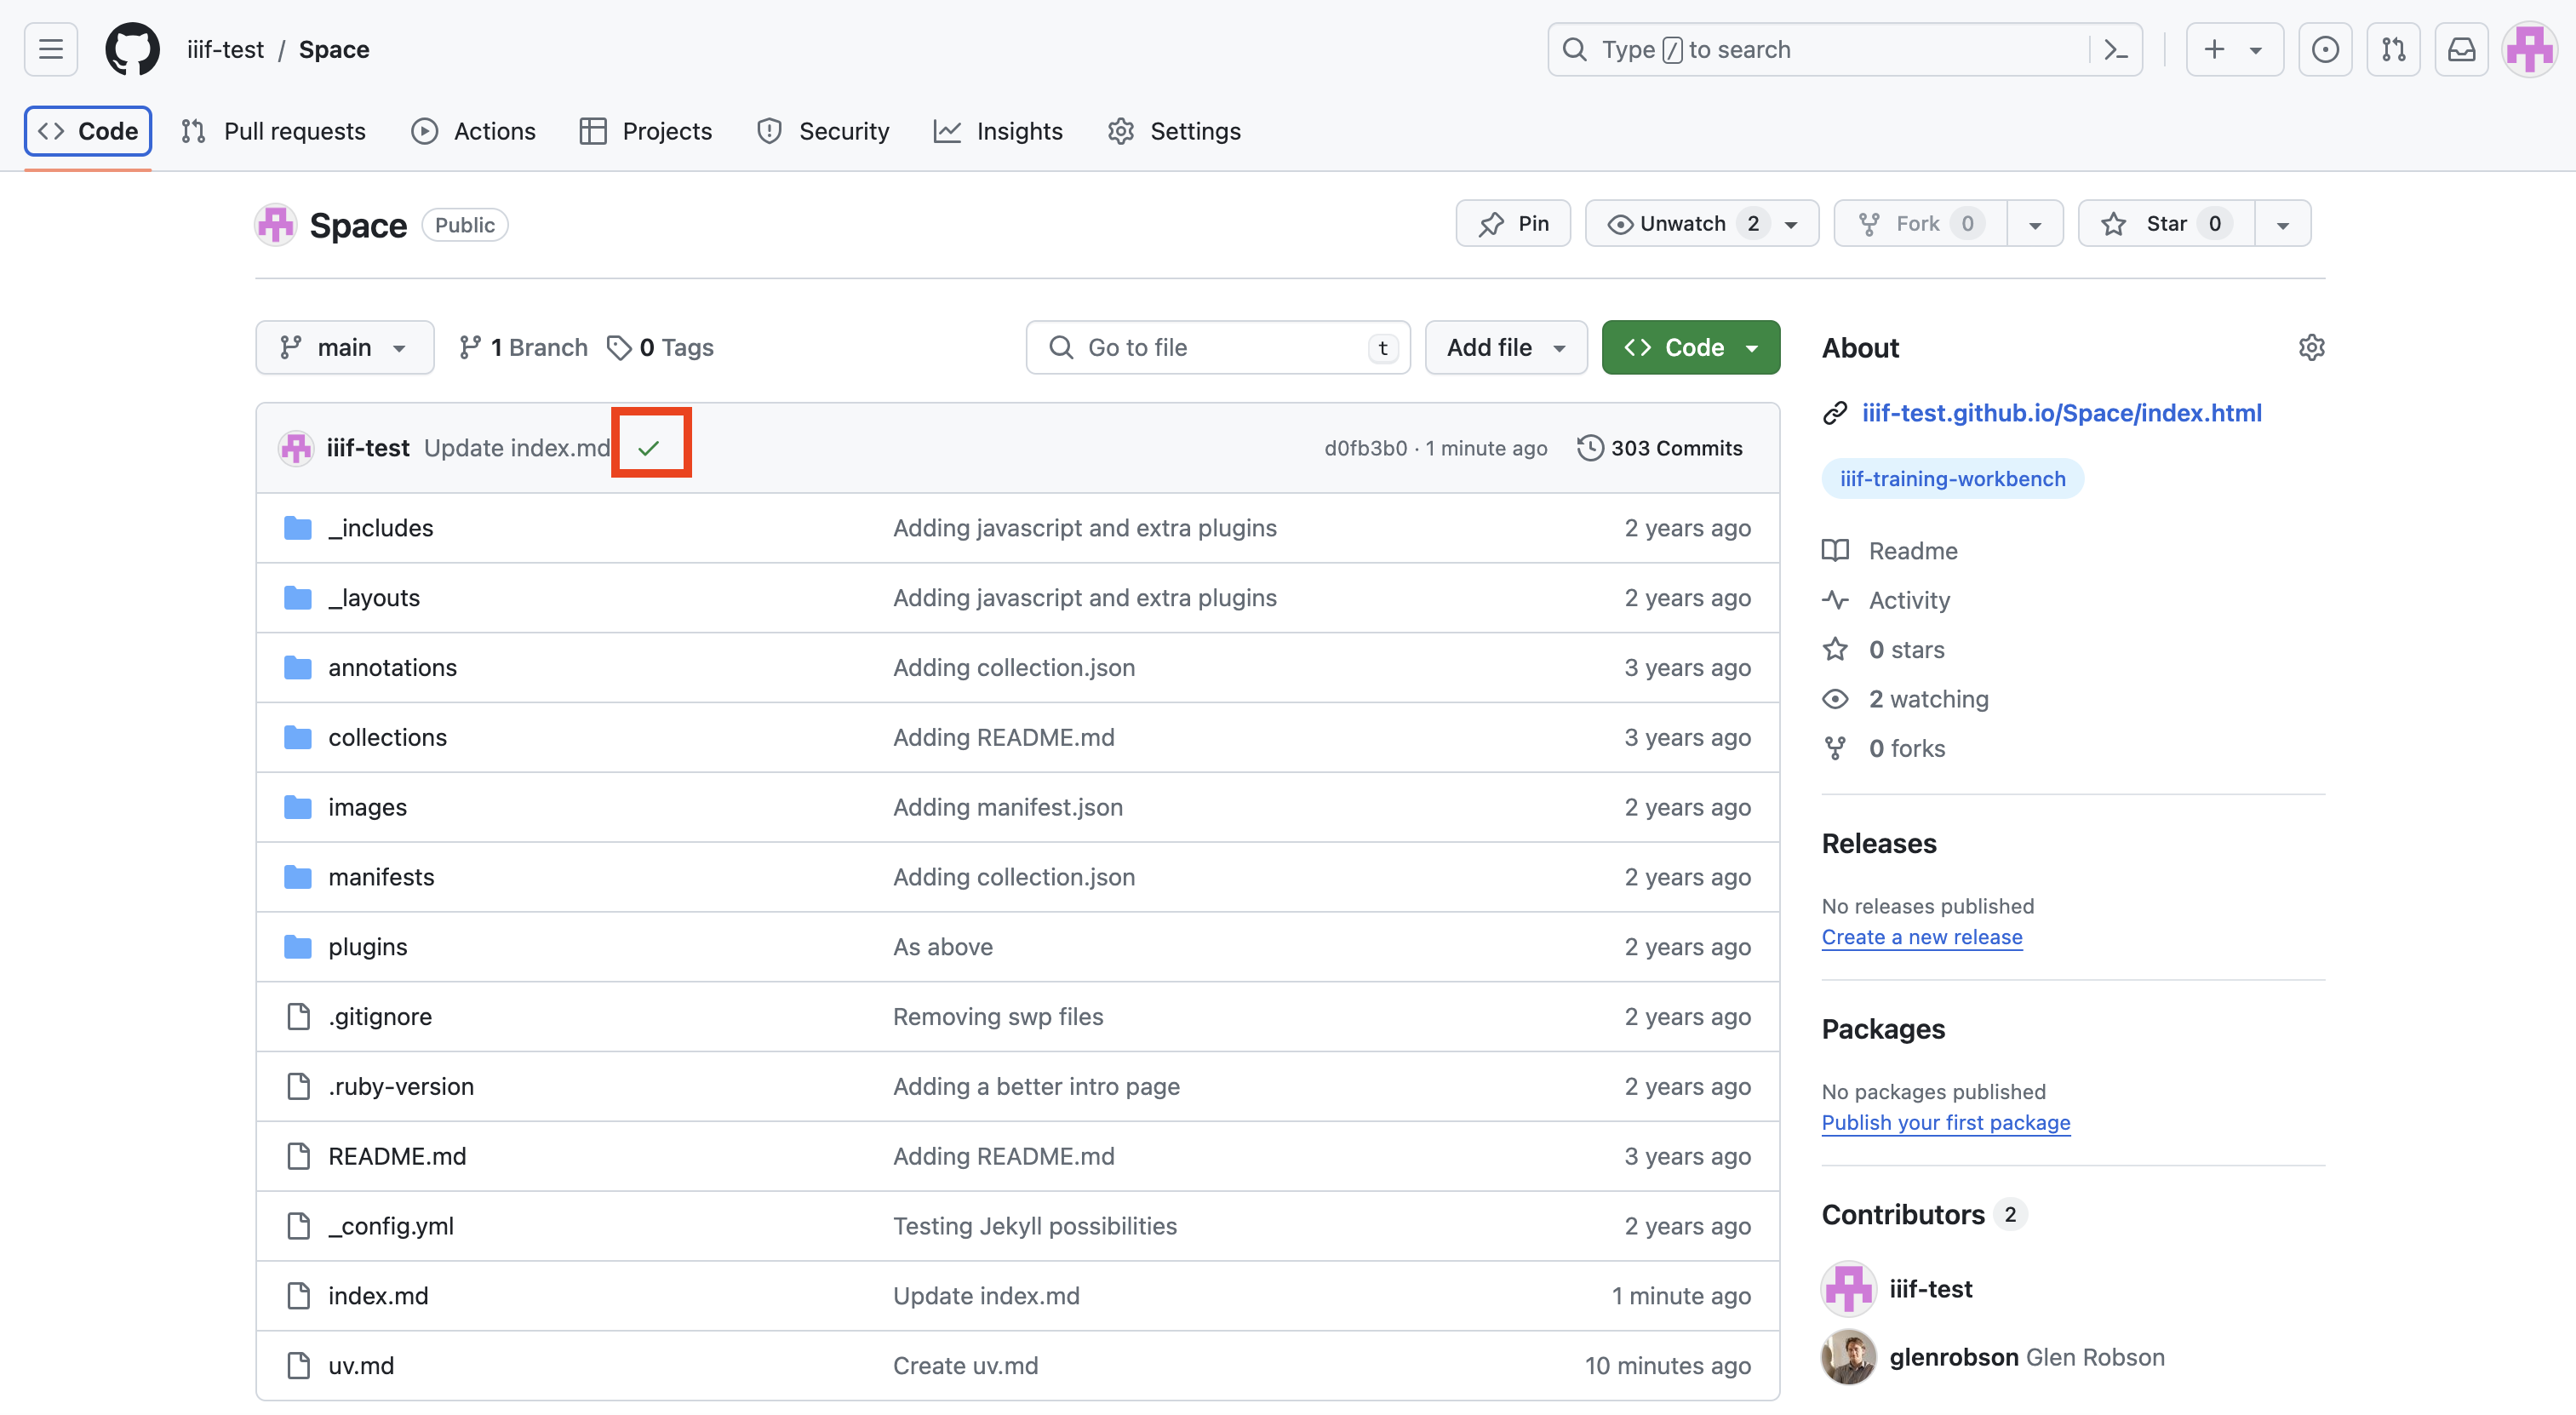 iiif-test / Space
Type / to search
Code Pull requests Actions Projects Security Insights Settings
Space Public
Pin Unwatch 2 Fork 0 Star 0
main 1 Branch 0 Tags Go to file t Add file Code
iiif-test Update index.md d0fb3b0 · 1 minute ago 303 Commits
_includes Adding javascript and extra plugins 2 years ago
_layouts Adding javascript and extra plugins 2 years ago
annotations Adding collection.json 3 years ago
collections Adding README.md 3 years ago
images Adding manifest.json 2 years ago
manifests Adding collection.json 2 years ago
plugins As above 2 years ago
.gitignore Removing swp files 2 years ago
.ruby-version Adding a better intro page 2 years ago
README.md Adding README.md 3 years ago
_config.yml Testing Jekyll possibilities 2 years ago
index.md Update index.md 1 minute ago
uv.md Create uv.md 10 minutes ago
About
iiif-test.github.io/Space/index.html
iiif-training-workbench
Readme
Activity
0 stars
2 watching
0 forks
Releases
No releases published
Create a new release
Packages
No packages published
Publish your first package
Contributors 2
iiif-test
glenrobson Glen Robson